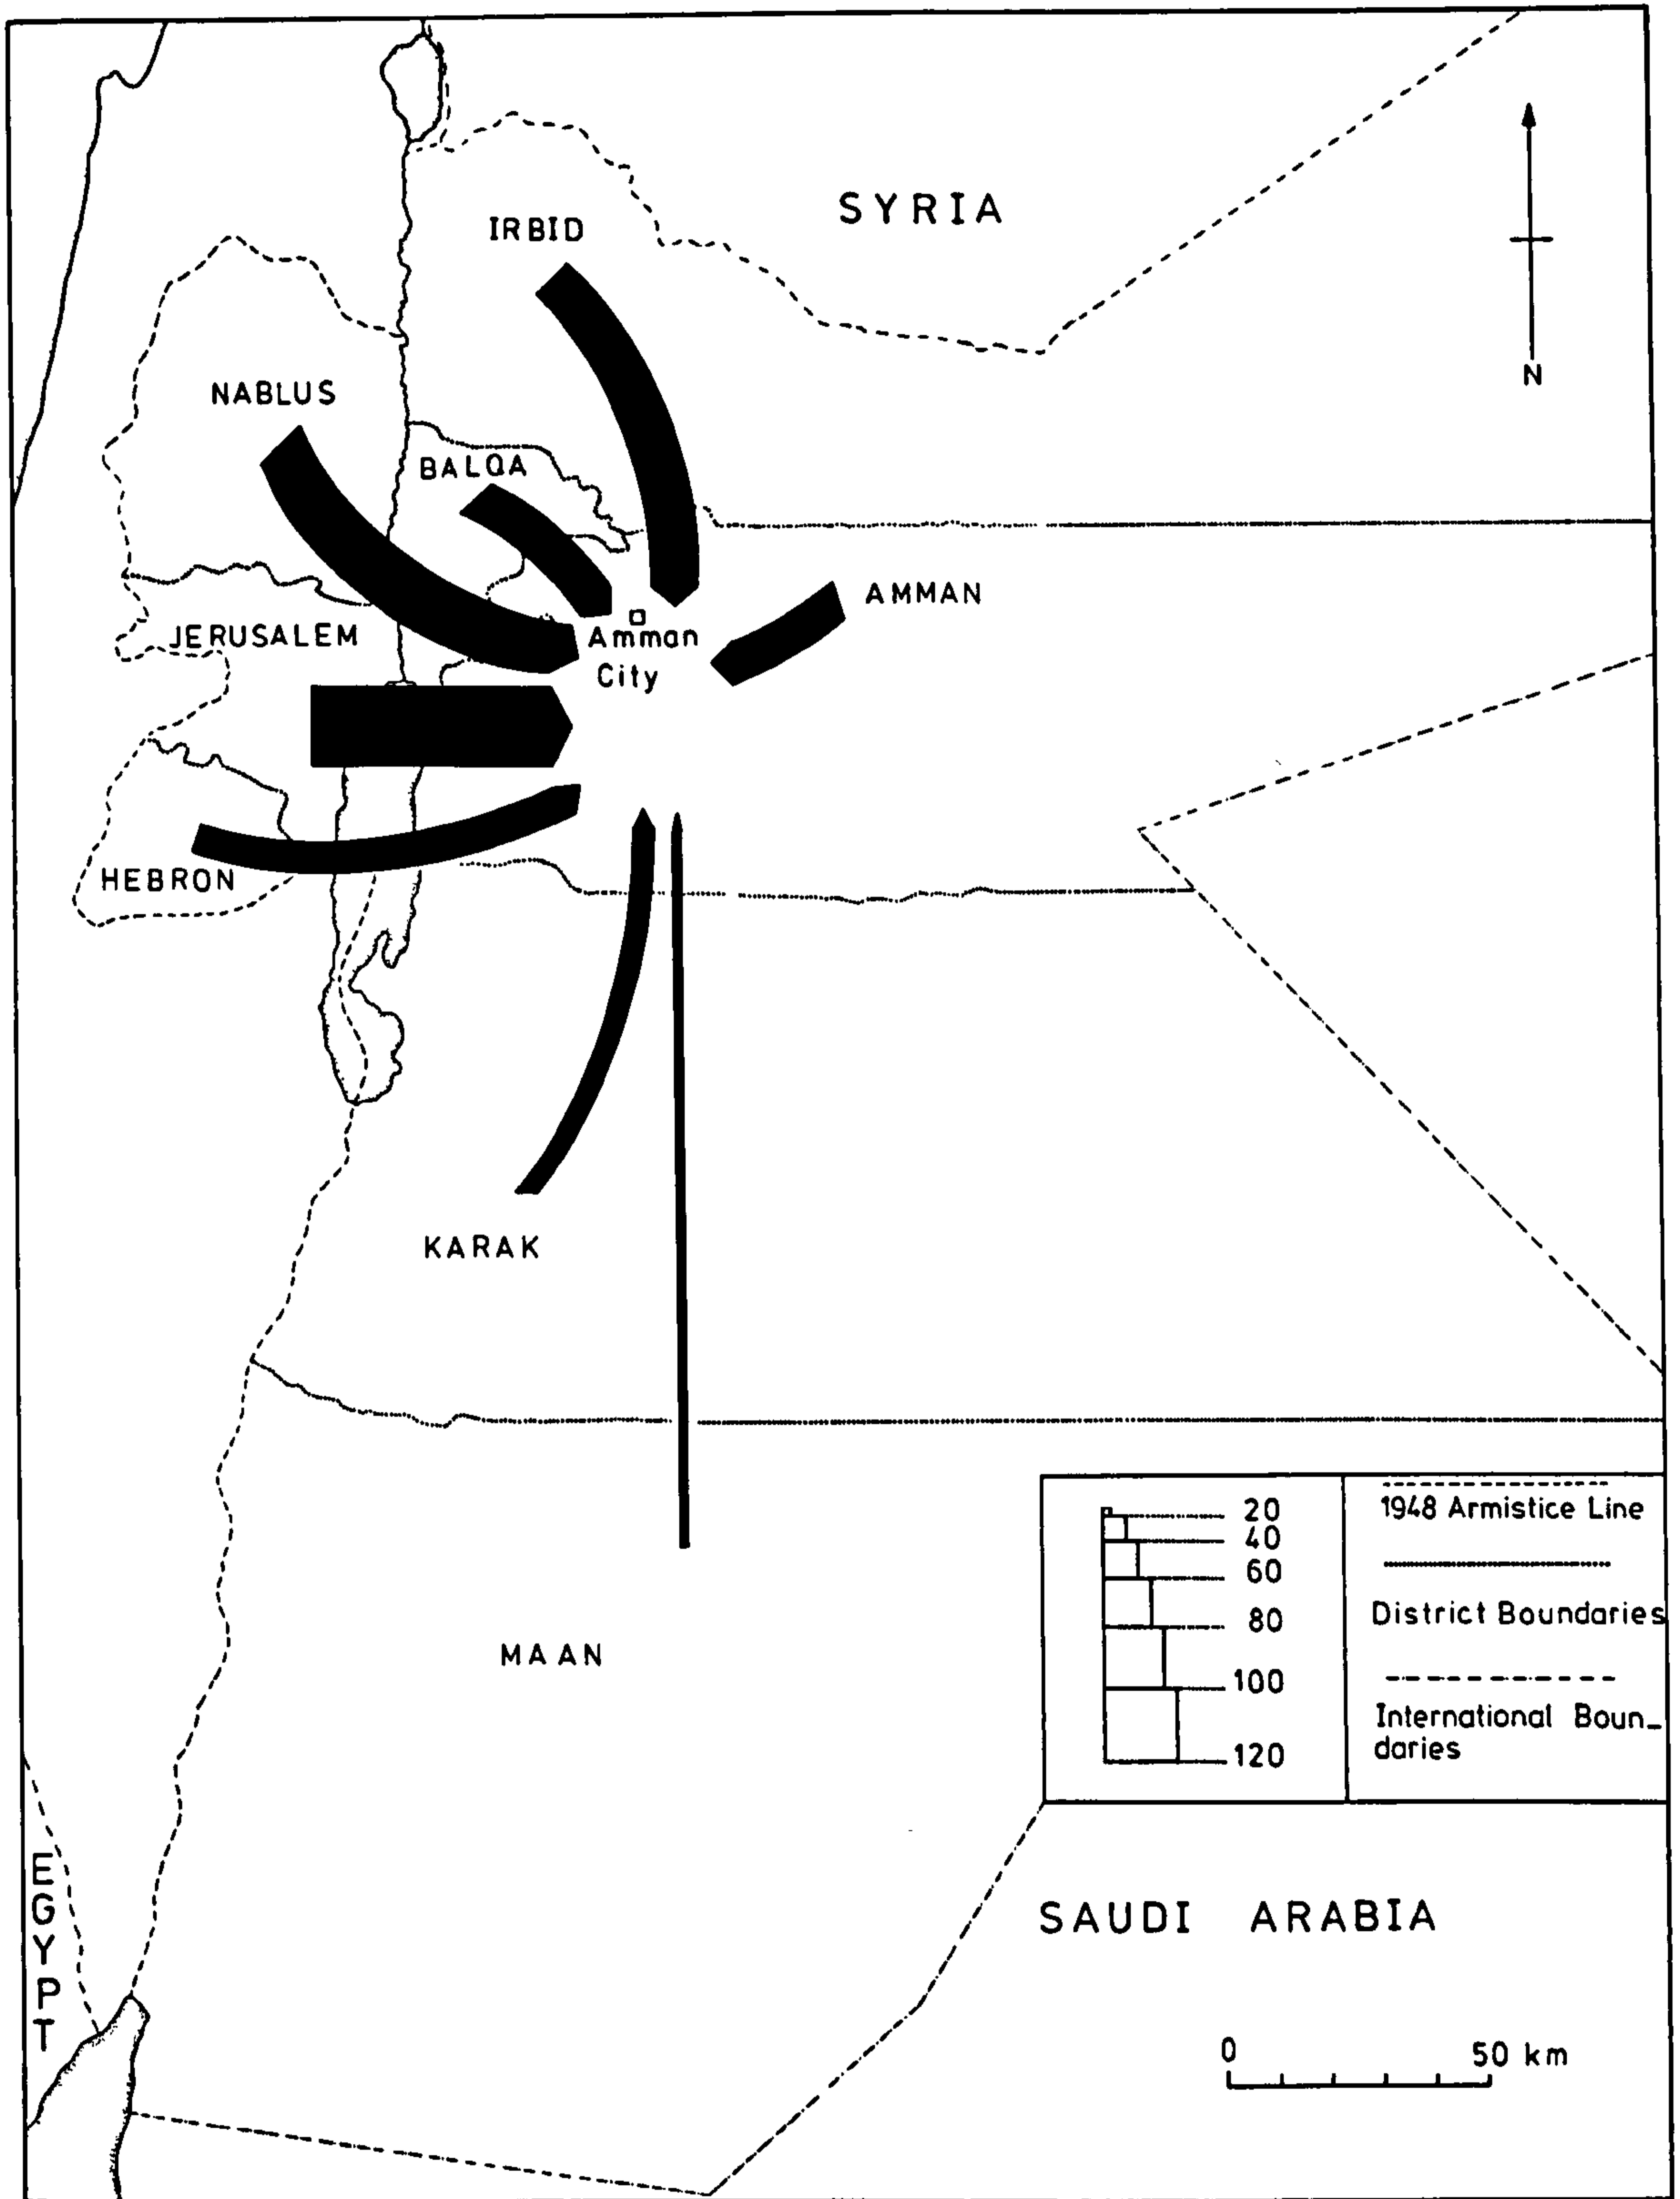 SYRIA
IRBID
N
NABLUS
BALQA
AMMAN
JERUSALEM
Amman
City
HEBRON
KARAK
20
40
60
80
100
120
1948 Armistice Line
District Boundaries
International Boun-
daries
MAAN
EGYPT
SAUDI ARABIA
0 50 km